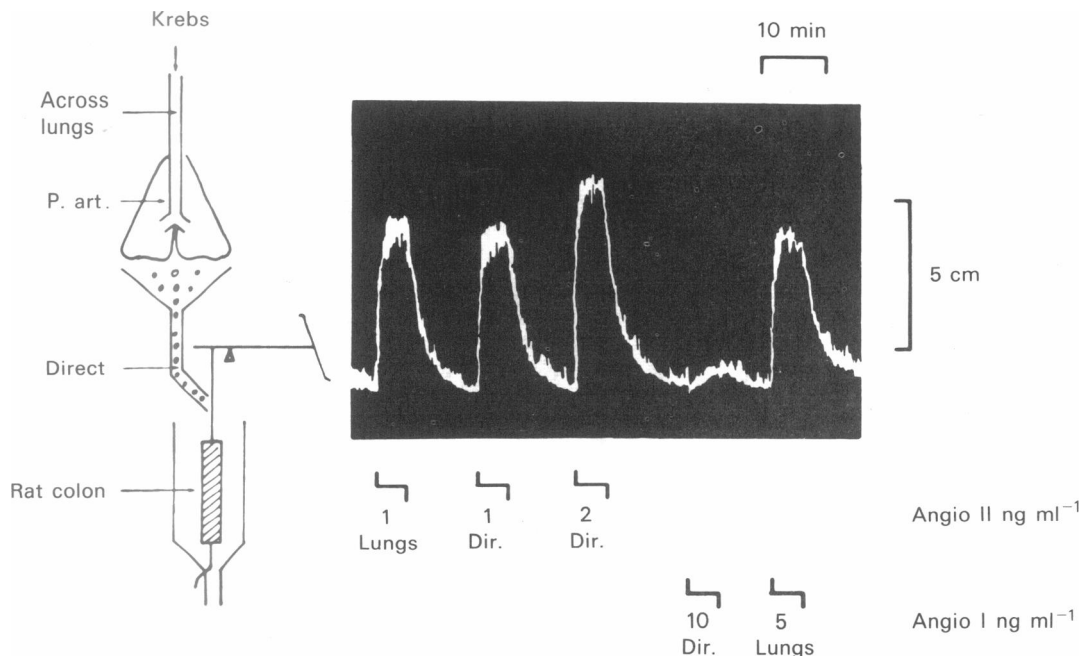 Krebs
Across
lungs
P. art.
Direct
Rat colon
10 min
5 cm
1
Lungs
1
Dir.
2
Dir.
Angio II ng ml⁻¹
10
Dir.
5
Lungs
Angio I ng ml⁻¹